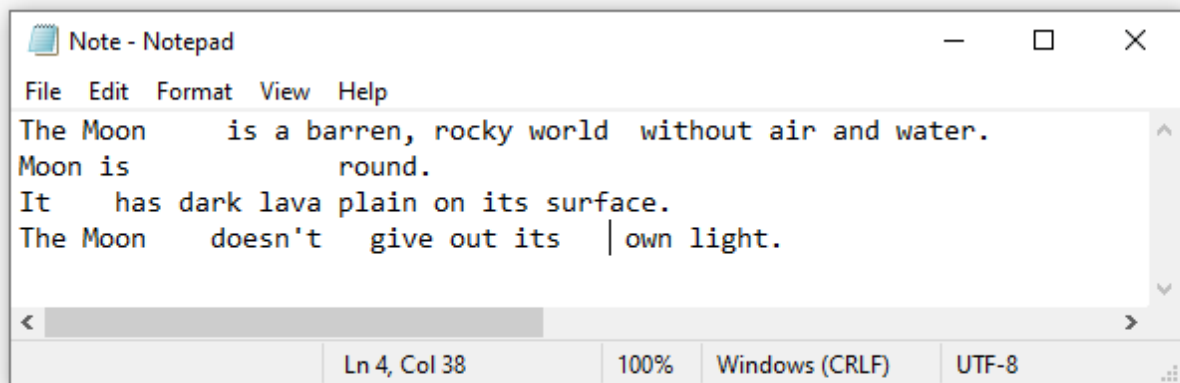 Note - Notepad
File Edit Format View Help
The Moon     is a barren, rocky world  without air and water.
Moon is             round.
It    has dark lava plain on its surface.
The Moon    doesn't   give out its   own light.
Ln 4, Col 38 100% Windows (CRLF) UTF-8